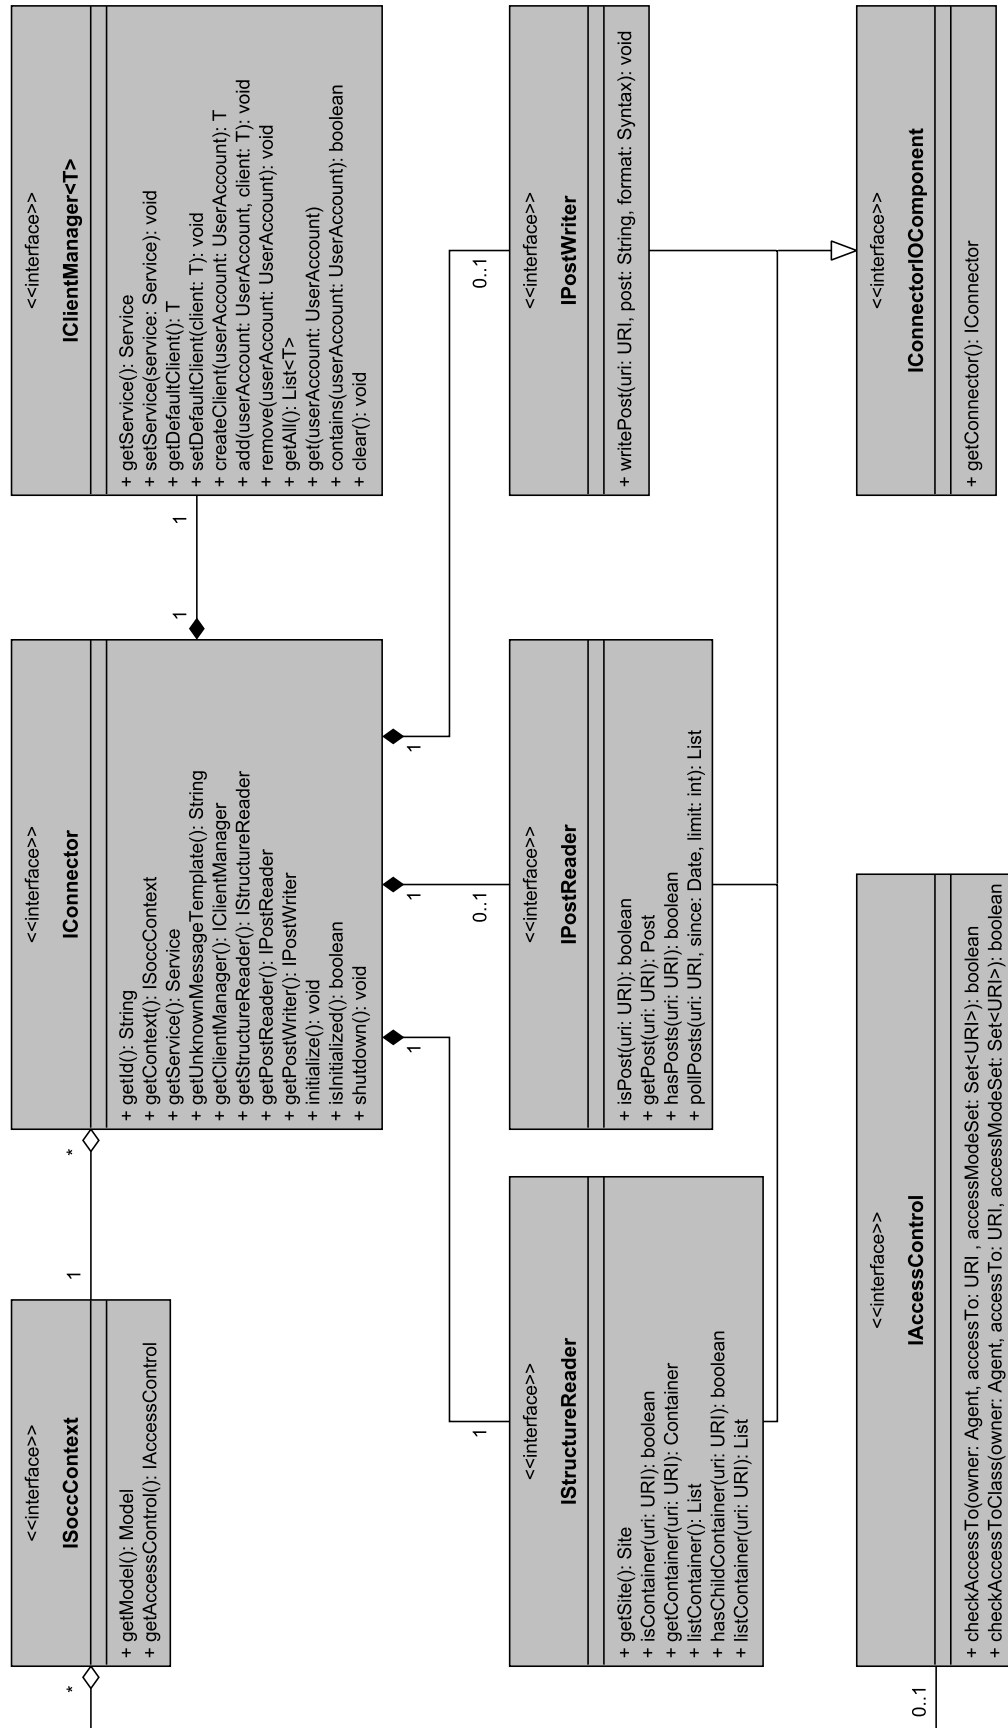 <<interface>>
ISoccContext
+ getModel(): Model
+ getAccessControl(): IAccessControl
*
1
*
<<interface>>
IConnector
+ getId(): String
+ getContext(): ISoccContext
+ getService(): Service
+ getUnknownMessageTemplate(): String
+ getClientManager(): IClientManager
+ getStructureReader(): IStructureReader
+ getPostReader(): IPostReader
+ getPostWriter(): IPostWriter
+ initialize(): void
+ isInitialized(): boolean
+ shutdown(): void
1
1
<<interface>>
IClientManager<T>
+ getService(): Service
+ setService(service: Service): void
+ getDefaultClient(): T
+ setDefaultClient(client: T): void
+ createClient(userAccount: UserAccount): T
+ add(userAccount: UserAccount, client: T): void
+ remove(userAccount: UserAccount): void
+ getAll(): List<T>
+ get(userAccount: UserAccount)
+ contains(userAccount: UserAccount): boolean
+ clear(): void
1
1
1
1
0..1
0..1
<<interface>>
IStructureReader
+ getSite(): Site
+ isContainer(uri: URI): boolean
+ getContainer(uri: URI): Container
+ listContainer(): List
+ hasChildContainer(uri: URI): boolean
+ listContainer(uri: URI): List
<<interface>>
IPostReader
+ isPost(uri: URI): boolean
+ getPost(uri: URI): Post
+ hasPosts(uri: URI): boolean
+ pollPosts(uri: URI, since: Date, limit: int): List
<<interface>>
IPostWriter
+ writePost(uri: URI, post: String, format: Syntax): void
0..1
<<interface>>
IAccessControl
+ checkAccessTo(owner: Agent, accessTo: URI , accessModeSet: Set<URI>): boolean
+ checkAccessToClass(owner: Agent, accessTo: URI, accessModeSet: Set<URI>): boolean
<<interface>>
IConnectorIOComponent
+ getConnector(): IConnector